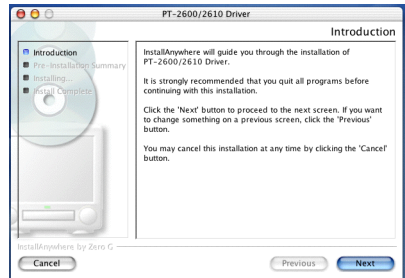 PT-2600/2610 Driver
Introduction
Introduction
Pre-Installation Summary
Installing...
Install Complete
InstallAnywhere will guide you through the installation of
PT-2600/2610 Driver.
It is strongly recommended that you quit all programs before
continuing with this installation.
Click the 'Next' button to proceed to the next screen. If you want
to change something on a previous screen, click the 'Previous'
button.
You may cancel this installation at any time by clicking the 'Cancel'
button.
InstallAnywhere by Zero G
Cancel
Previous
Next